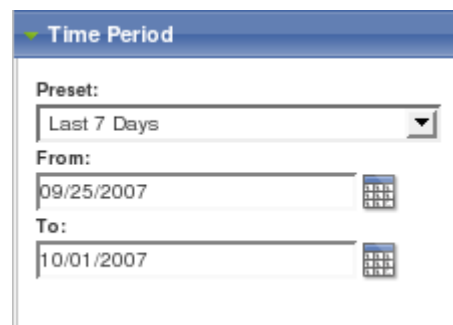 Time Period
Preset:
Last 7 Days
From:
09/25/2007
To:
10/01/2007